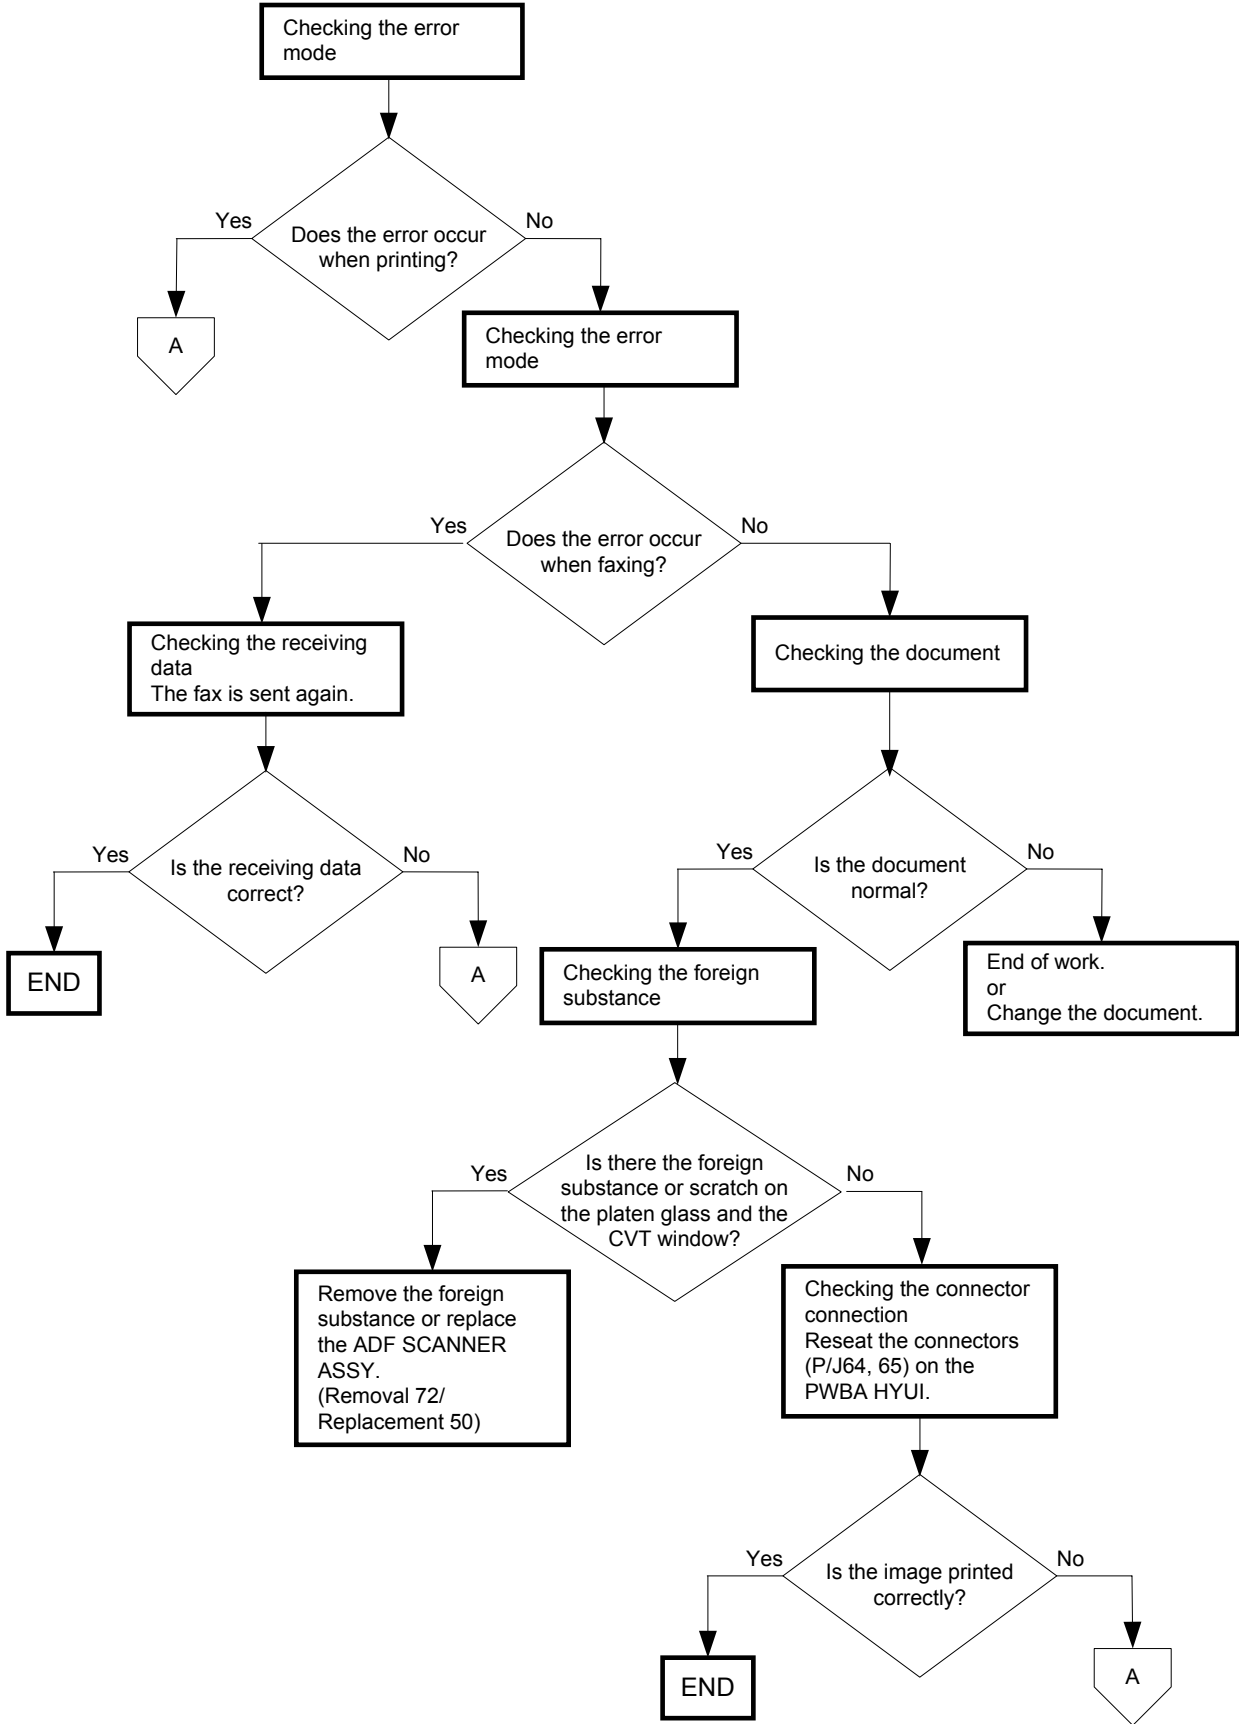 Checking the error
mode
Yes
No
Does the error occur
when printing?
A
Checking the error
mode
Yes
No
Does the error occur
when faxing?
Checking the receiving
data
The fax is sent again.
Checking the document
Yes
No
Is the receiving data
correct?
Yes
No
Is the document
normal?
END
A
Checking the foreign
substance
End of work.
or
Change the document.
Yes
No
Is there the foreign
substance or scratch on
the platen glass and the
CVT window?
Remove the foreign
substance or replace
the ADF SCANNER
ASSY.
(Removal 72/
Replacement 50)
Checking the connector
connection
Reseat the connectors
(P/J64, 65) on the
PWBA HYUI.
Yes
No
Is the image printed
correctly?
END
A